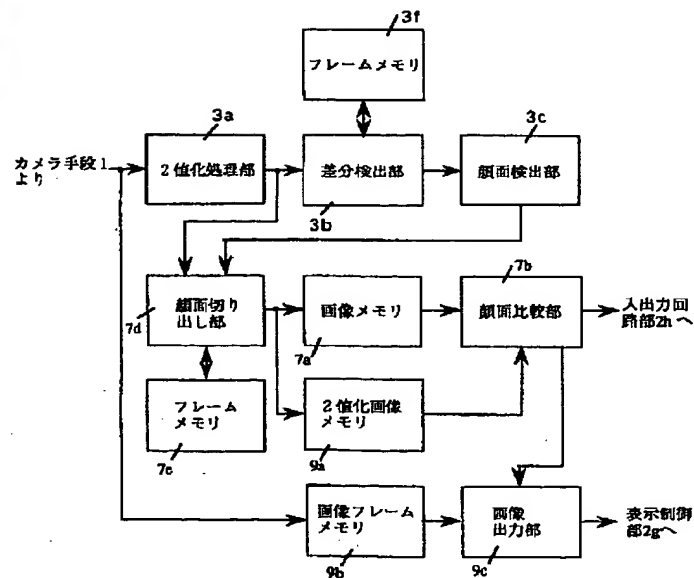 3f
フレームメモリ
3a
3c
カメラ手段1
より
2値化処理部
差分検出部
顔面検出部
3b
7b
顔面切り
出し部
画像メモリ
顔面比較部
入出力回
路部2hへ
7d
7a
フレーム
メモリ
2値化画像
メモリ
7e
9a
画像フレーム
メモリ
画像
出力部
表示制御
部2gへ
9b
9c